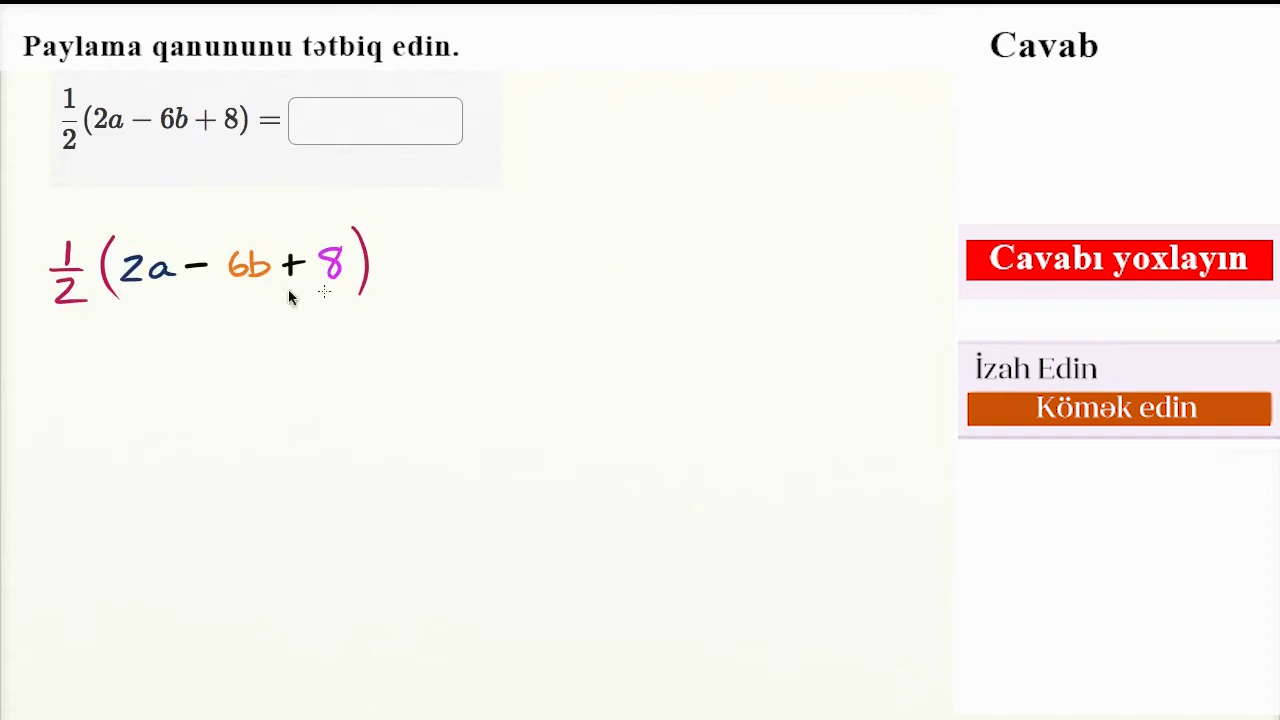 Paylama qanununu tətbiq edin.
1/2 (2a − 6b + 8) =
1/2 (2a − 6b + 8)
Cavab
Cavabı yoxlayın
İzah Edin
Kömək edin